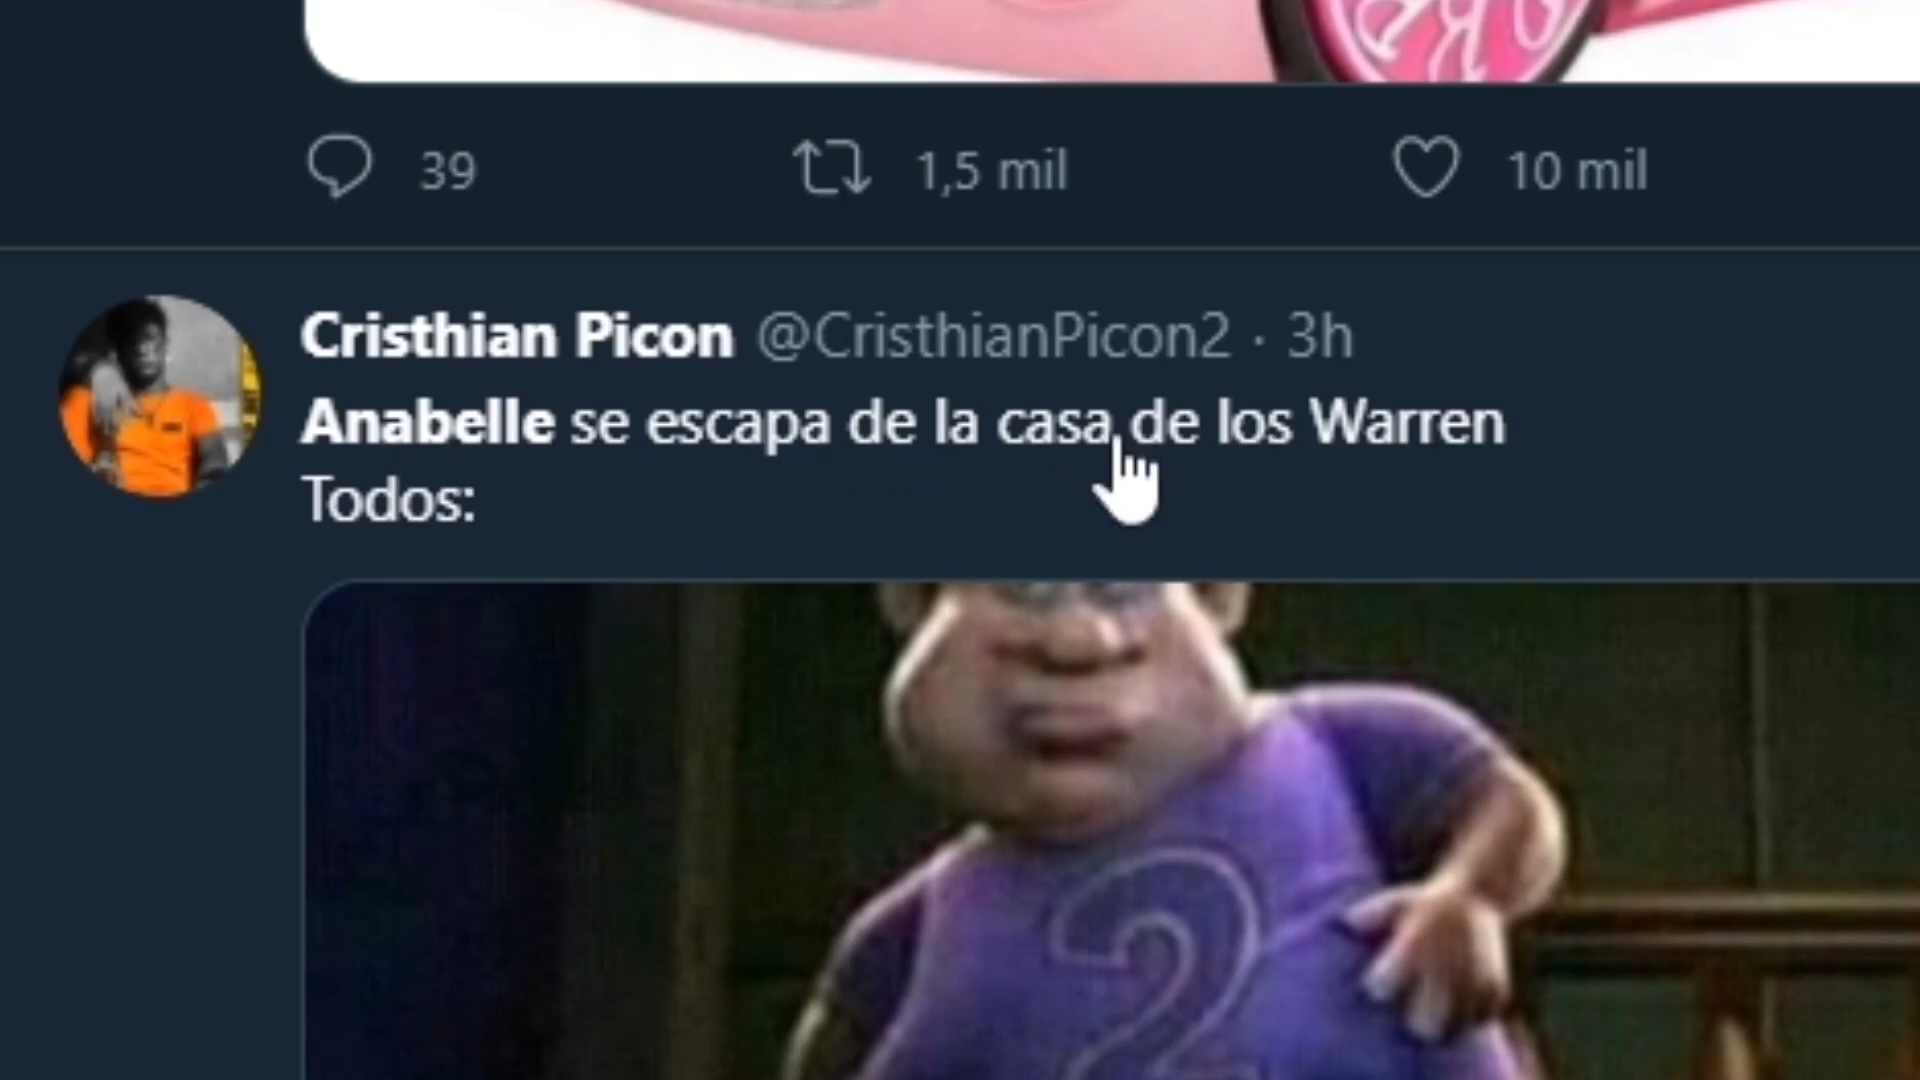 39 1,5 mil 10 mil
Cristhian Picon @CristhianPicon2 · 3h
Anabelle se escapa de la casa de los Warren
Todos:
2